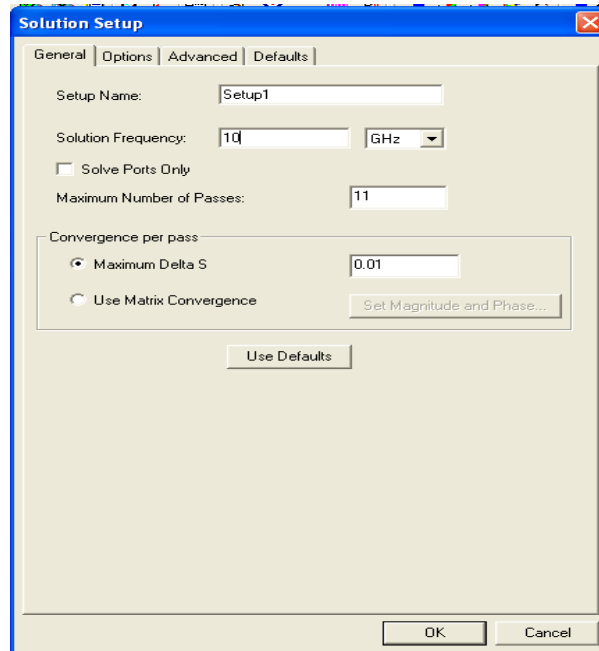 Solution Setup
General Options Advanced Defaults
Setup Name: Setup1
Solution Frequency: 10 GHz
Solve Ports Only
Maximum Number of Passes: 11
Convergence per pass
Maximum Delta S 0.01
Use Matrix Convergence Set Magnitude and Phase...
Use Defaults
OK Cancel